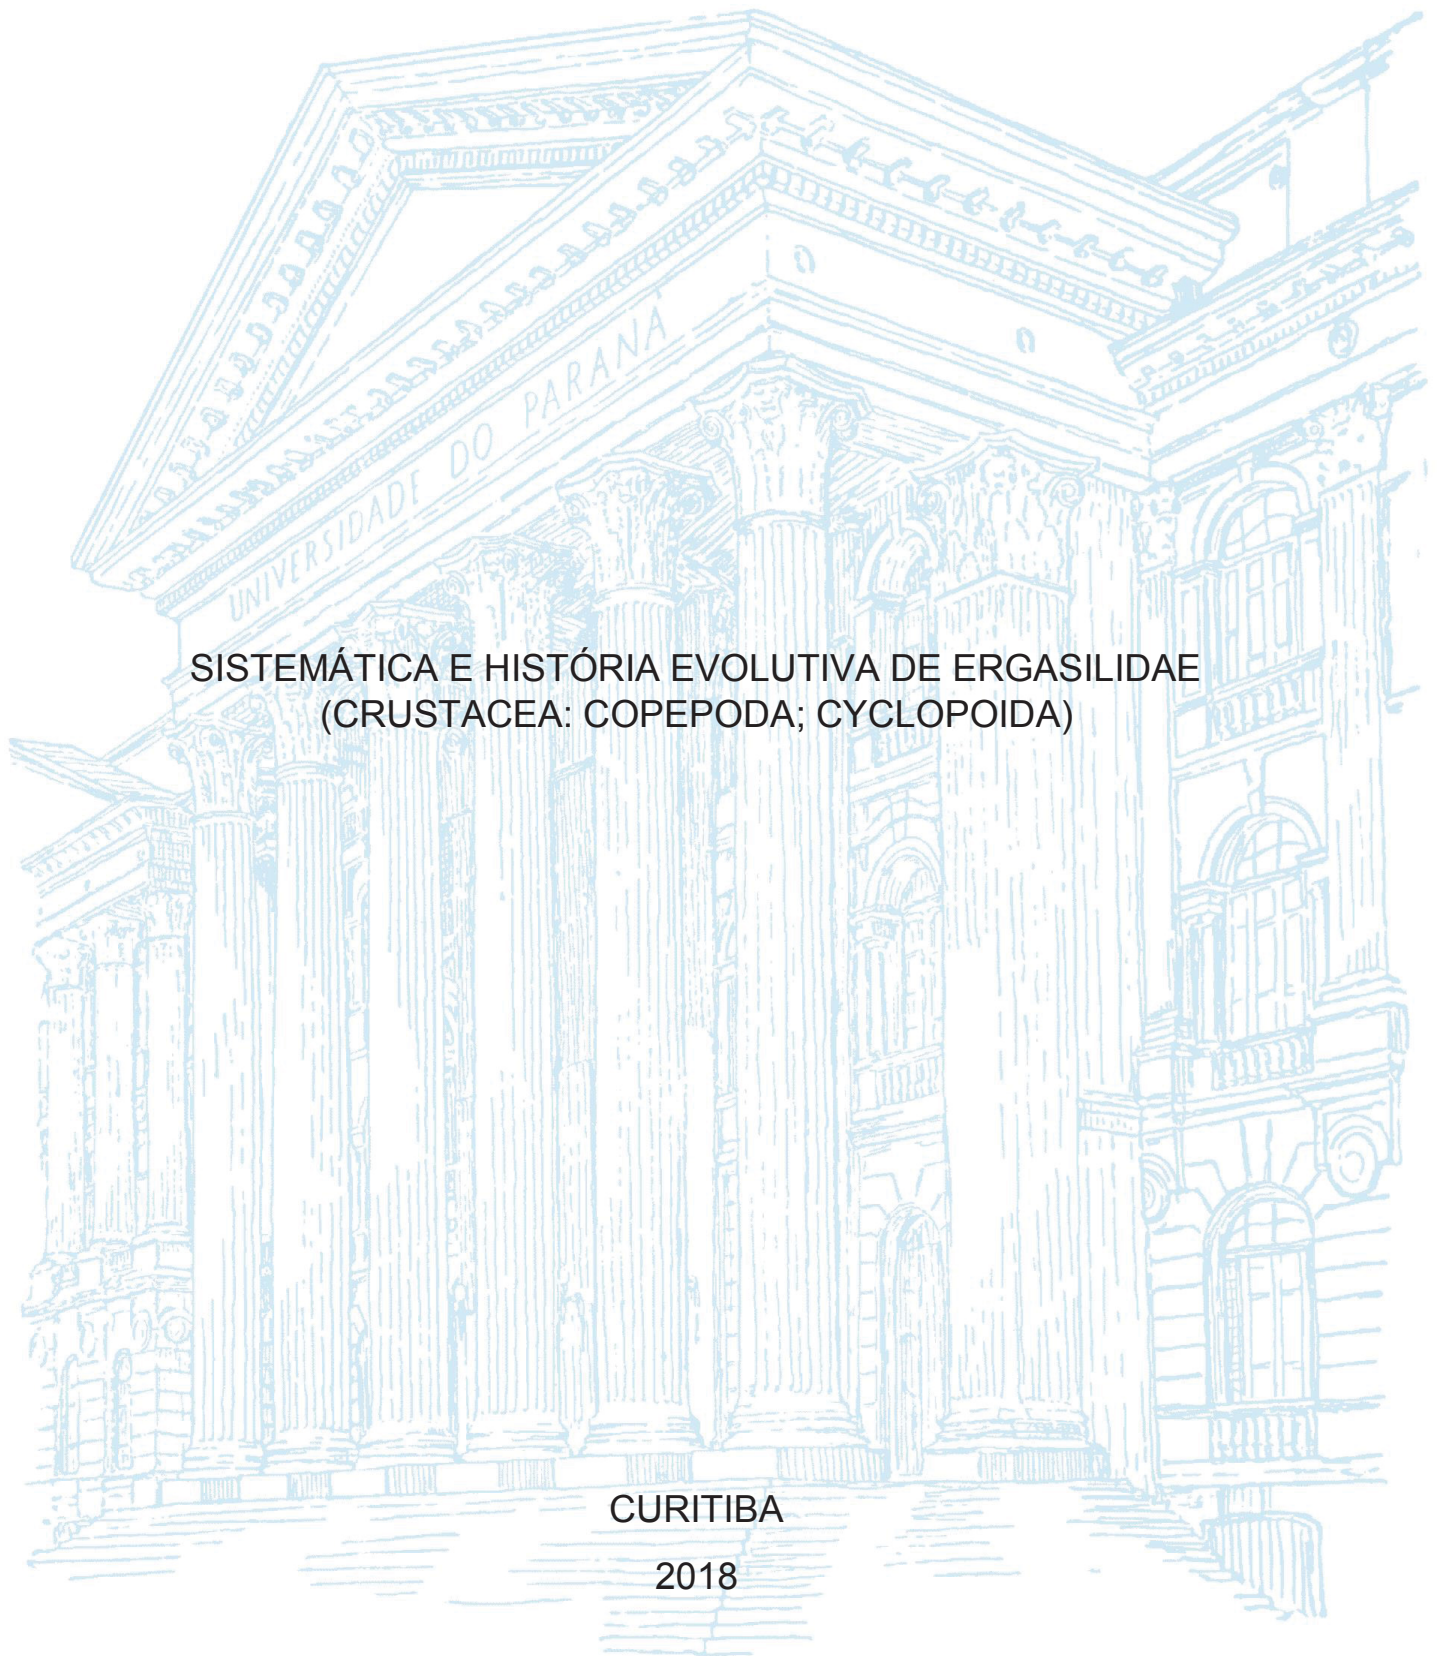 UNIVERSIDADE DO PARANÁ
SISTEMÁTICA E HISTÓRIA EVOLUTIVA DE ERGASILIDAE
(CRUSTACEA: COPEPODA; CYCLOPOIDA)
CURITIBA
2018